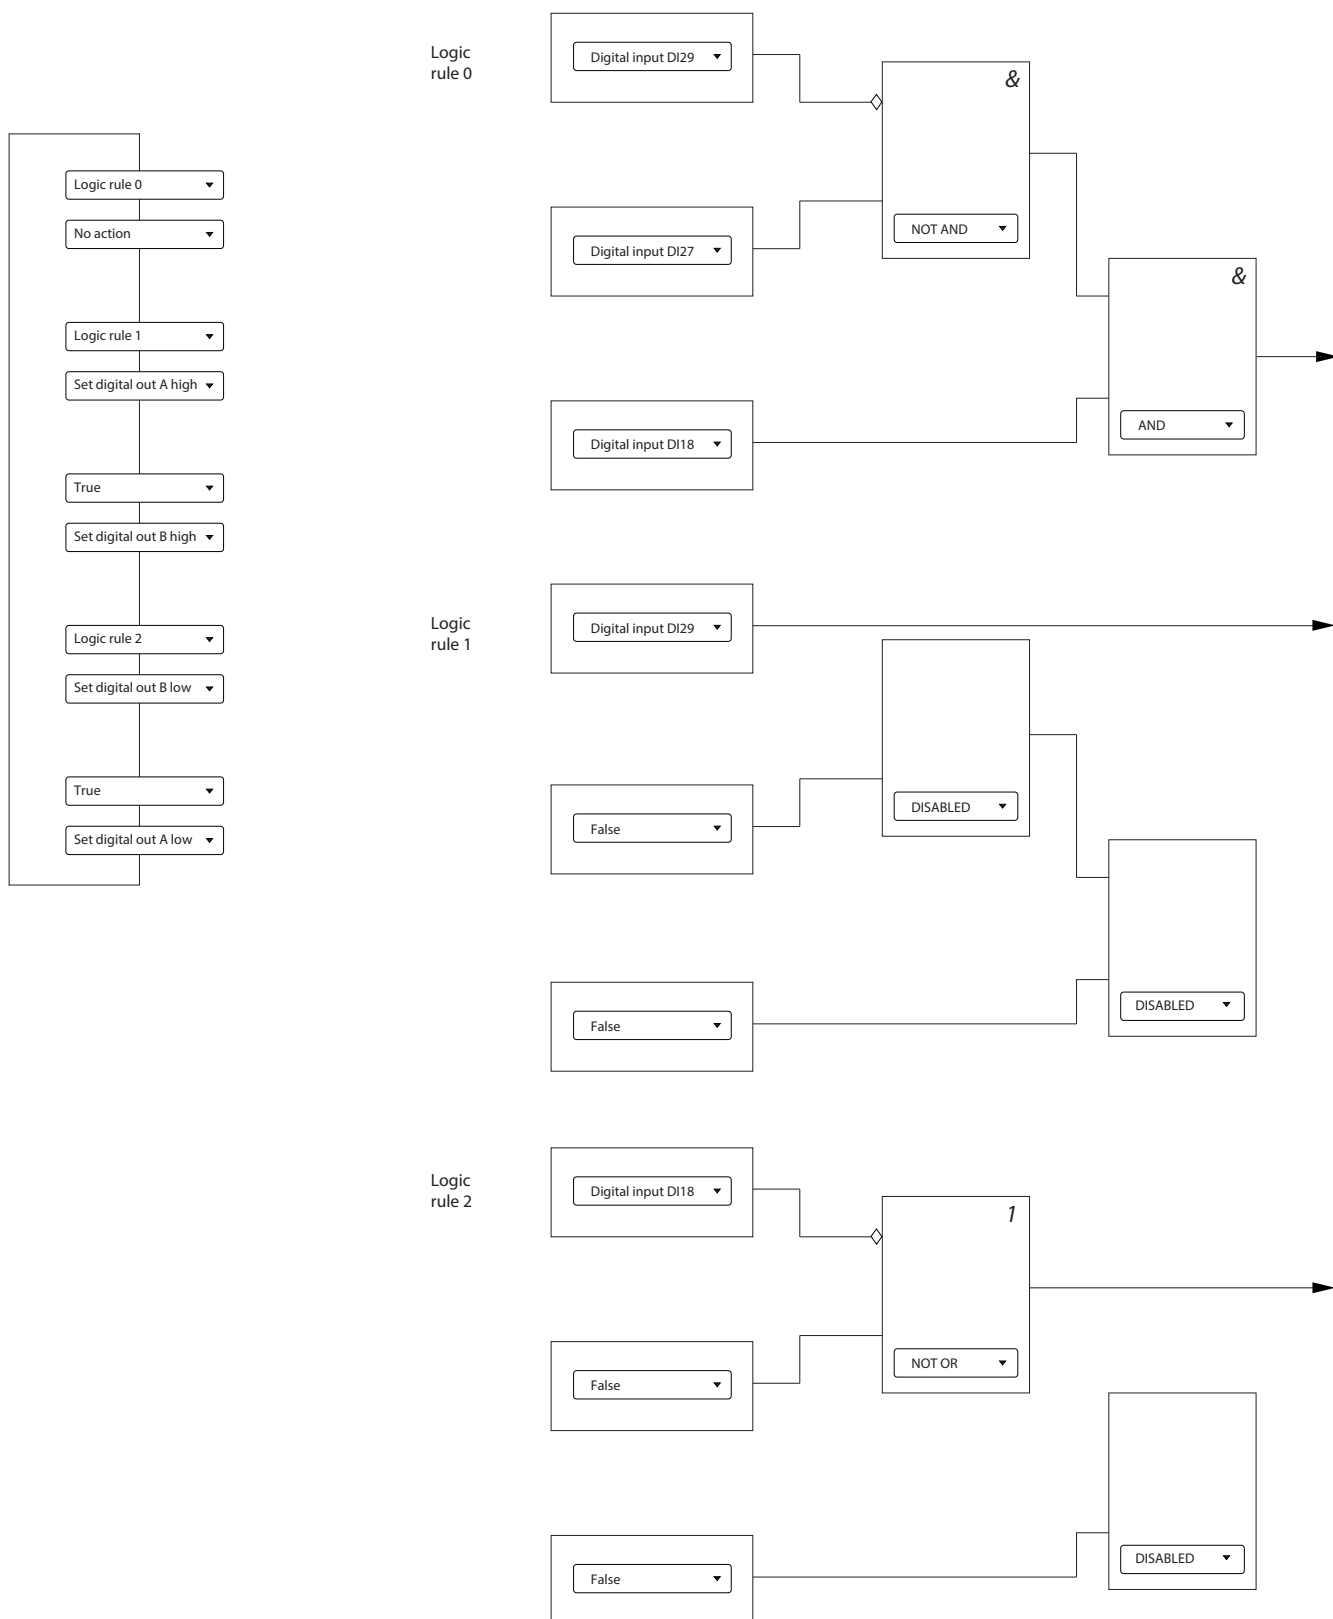 Logic rule 0
No action
Logic rule 1
Set digital out A high
True
Set digital out B high
Logic rule 2
Set digital out B low
True
Set digital out A low
Logic
rule 0
Digital input DI29
&
Digital input DI27
NOT AND
&
Digital input DI18
AND
Logic
rule 1
Digital input DI29
False
DISABLED
False
DISABLED
Logic
rule 2
Digital input DI18
1
False
NOT OR
False
DISABLED